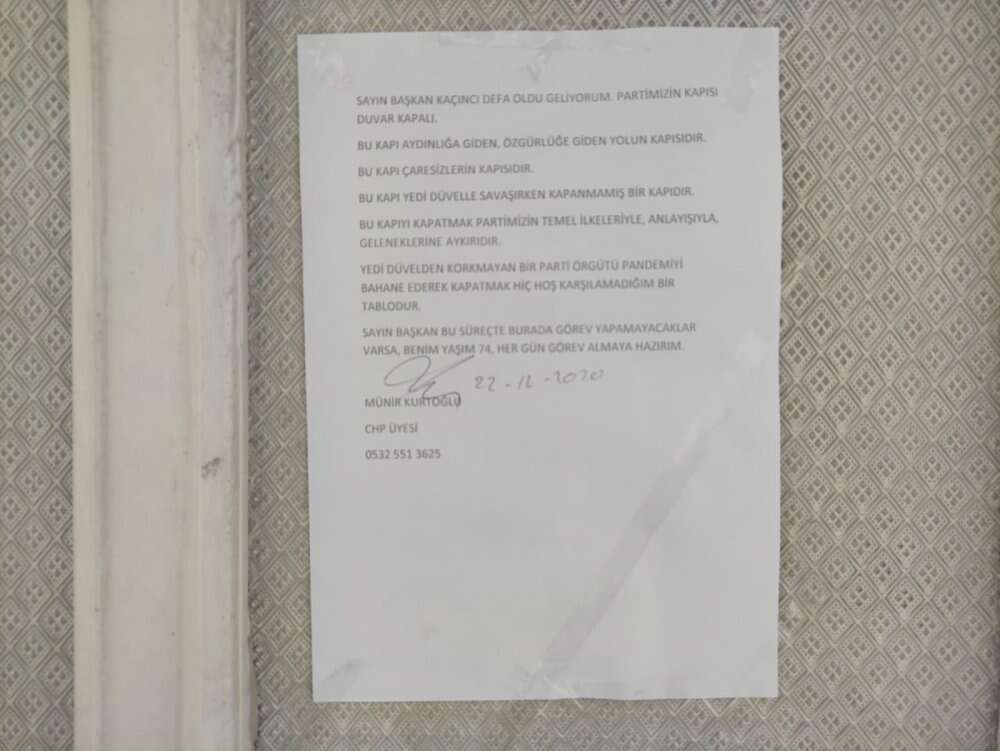 SAYIN BAŞKAN KAÇINCI DEFA OLDU GELİYORUM. PARTİMİZİN KAPISI
DUVAR KAPALI.
BU KAPI AYDINLIĞA GİDEN, ÖZGÜRLÜĞE GİDEN YOLUN KAPISIDIR.
BU KAPI ÇARESİZLERİN KAPISIDIR.
BU KAPI YEDİ DÜVELLE SAVAŞIRKEN KAPANMAMIŞ BİR KAPIDIR.
BU KAPIYI KAPATMAK PARTİMİZİN TEMEL İLKELERİYLE, ANLAYIŞIYLA,
GELENEKLERİNE AYKIRIDIR.
YEDİ DÜVELDEN KORKMAYAN BİR PARTİ ÖRGÜTÜ PANDEMİYİ
BAHANE EDEREK KAPATMAK HİÇ HOŞ KARŞILAMADIĞIM BİR
TABLODUR.
SAYIN BAŞKAN BU SÜREÇTE BURADA GÖREV YAPAMAYACAKLAR
VARSA, BENİM YAŞIM 74, HER GÜN GÖREV ALMAYA HAZIRIM.
22-12-2020
MÜNİR KURTOĞLU
CHP ÜYESİ
0532 551 3625